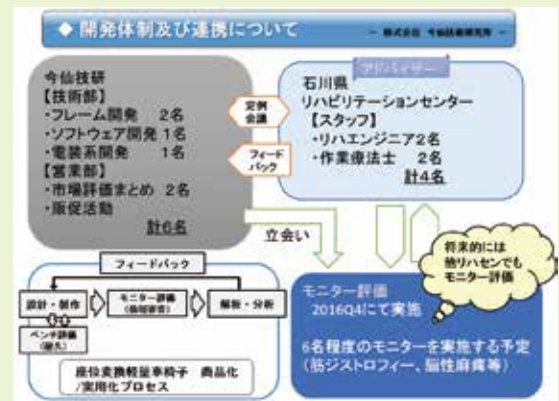 ◆ 開発体制及び連携について
－ 株式会社 今仙技術研究所 －
今仙技研
【技術部】
・フレーム開発 2名
・ソフトウェア開発 1名
・電装系開発 1名
【営業部】
・市場評価まとめ 2名
・販促活動
計6名
定例
会議
フィード
バック
アドバイザー
石川県
リハビリテーションセンター
【スタッフ】
・リハエンジニア2名
・作業療法士 2名
計4名
立会い
将来的には
他リハセンでも
モニター評価
フィードバック
設計・制作
モニター評価
解析・分析
ベンチ評価
(耐久)
座位変換軽量車椅子 商品化
/実用化プロセス
モニター評価
2016Q4にて実施
6名程度のモニターを実施する予定
(筋ジストロフィー、脳性麻痺等)